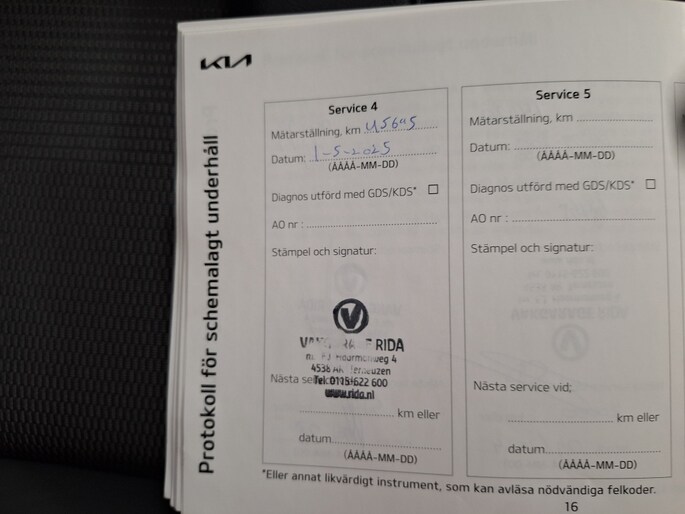 KIA
Protokoll för schemalagt underhåll
Service 4
Mätarställning, km 45645
Datum: 1-5-2025
(ÅÅÅÅ-MM-DD)
Diagnos utförd med GDS/KDS*
AO nr :
Stämpel och signatur:
V
RIDA
weg 4
4538
Tel: 0115-622 600
www.rida.nl
Nästa
km eller
datum
(ÅÅÅÅ-MM-DD)
Service 5
Mätarställning, km
Datum:
(ÅÅÅÅ-MM-DD)
Diagnos utförd med GDS/KDS*
AO nr :
Stämpel och signatur:
Nästa service vid;
km eller
datum
(ÅÅÅÅ-MM-DD)
*Eller annat likvärdigt instrument, som kan avläsa nödvändiga felkoder.
16